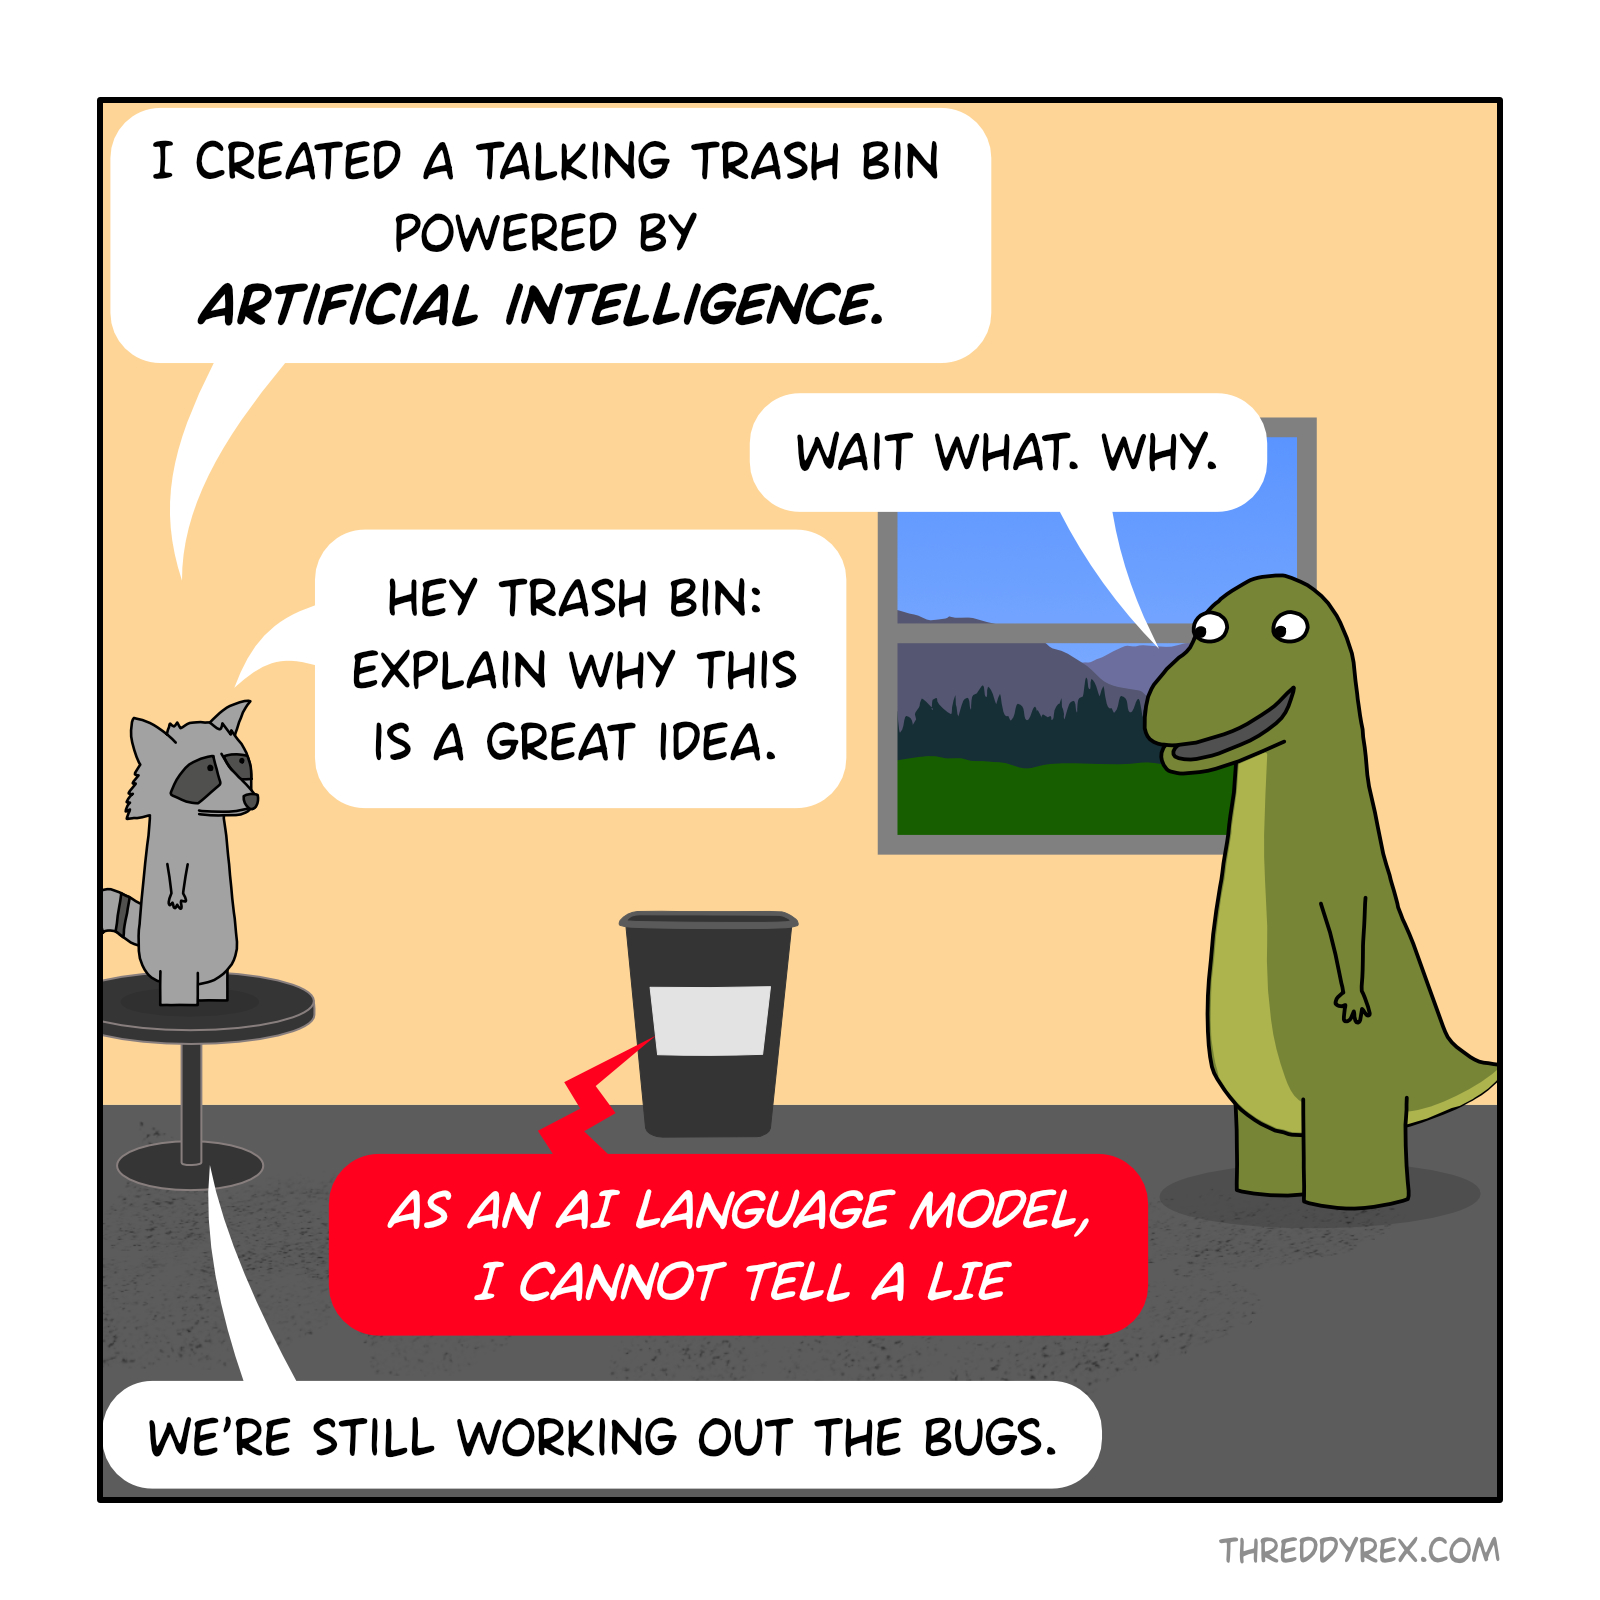 I CREATED A TALKING TRASH BIN
POWERED BY
ARTIFICIAL INTELLIGENCE.
WAIT WHAT. WHY.
HEY TRASH BIN:
EXPLAIN WHY THIS
IS A GREAT IDEA.
AS AN AI LANGUAGE MODEL,
I CANNOT TELL A LIE
WE'RE STILL WORKING OUT THE BUGS.
THREDDYREX.COM